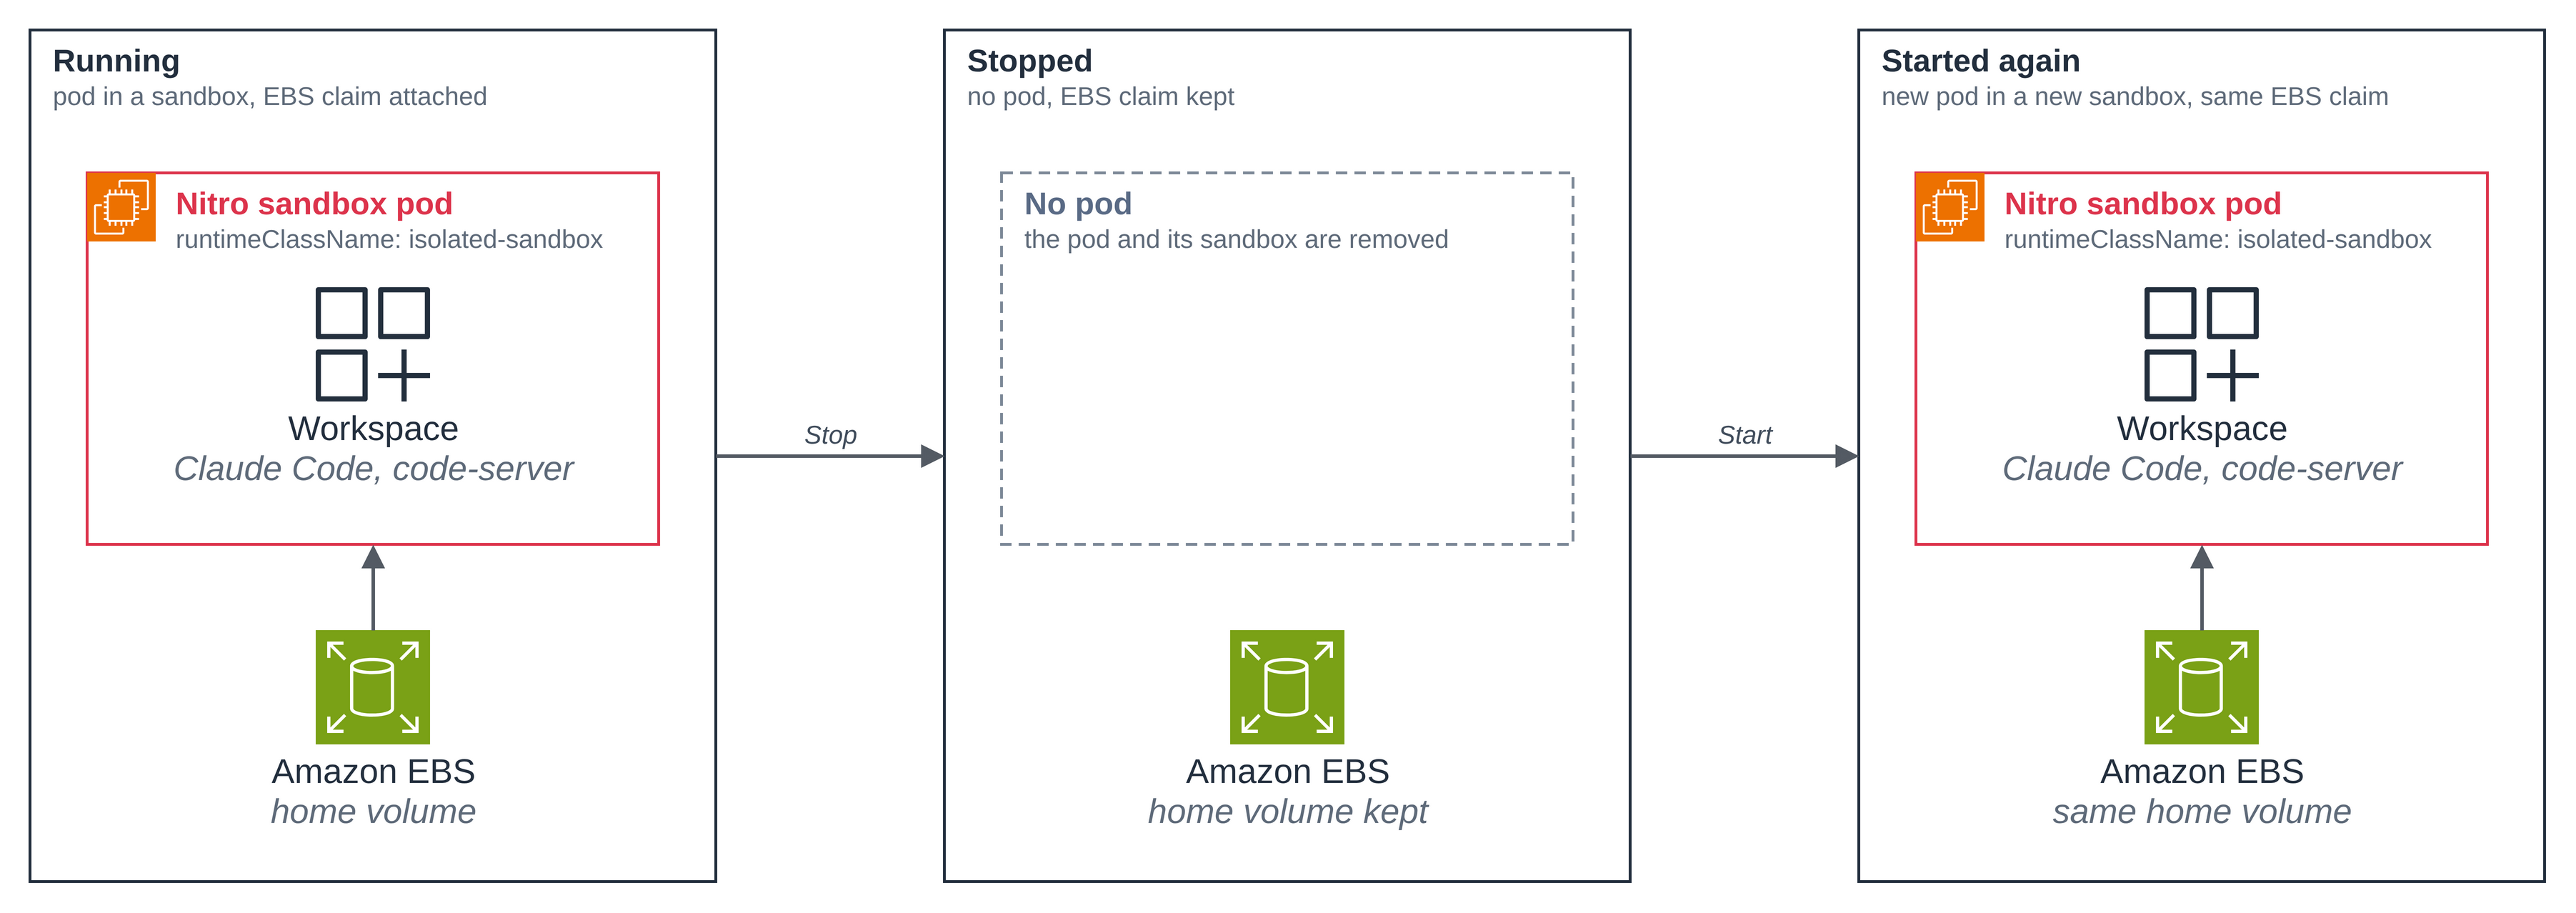 Running
pod in a sandbox, EBS claim attached
Nitro sandbox pod
runtimeClassName: isolated-sandbox
Workspace
Claude Code, code-server
Amazon EBS
home volume
Stop
Stopped
no pod, EBS claim kept
No pod
the pod and its sandbox are removed
Amazon EBS
home volume kept
Start
Started again
new pod in a new sandbox, same EBS claim
Nitro sandbox pod
runtimeClassName: isolated-sandbox
Workspace
Claude Code, code-server
Amazon EBS
same home volume